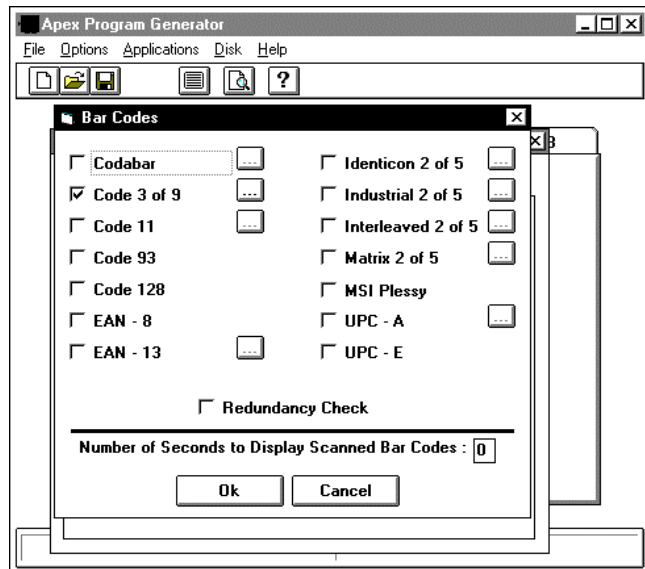 Apex Program Generator
File Options Applications Disk Help
?
Bar Codes
B
Codabar ... Identicon 2 of 5 ...
Code 3 of 9 ... Industrial 2 of 5 ...
Code 11 ... Interleaved 2 of 5 ...
Code 93 Matrix 2 of 5 ...
Code 128 MSI Plessy
EAN - 8 UPC - A ...
EAN - 13 ... UPC - E
Redundancy Check
Number of Seconds to Display Scanned Bar Codes : 0
Ok Cancel